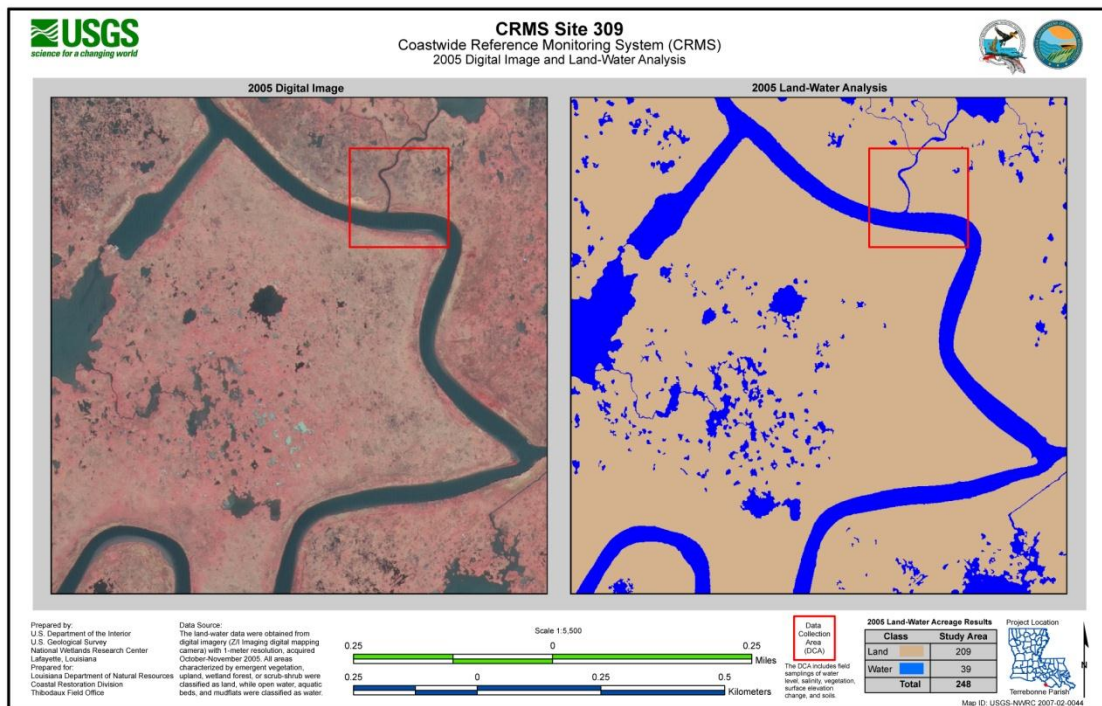 USGS
science for a changing world
CRMS Site 309
Coastwide Reference Monitoring System (CRMS)
2005 Digital Image and Land-Water Analysis
2005 Digital Image
2005 Land-Water Analysis
Prepared by:
U.S. Department of the Interior
U.S. Geological Survey
National Wetlands Research Center
Lafayette, Louisiana
Prepared for:
Louisiana Department of Natural Resources
Coastal Restoration Division
Thibodaux Field Office
Data Source:
The land-water data were obtained from
digital imagery (Z/I Imaging digital mapping
camera) with 1-meter resolution, acquired
October-November 2005. All areas
characterized by emergent vegetation,
upland, wetland forest, or scrub-shrub were
classified as land, while open water, aquatic
beds, and mudflats were classified as water.
Scale 1:5,500
0.25 0 0.25
Miles
0.25 0 0.25 0.5
Kilometers
Data
Collection
Area
(DCA)
The DCA includes field
samplings of water
level, salinity, vegetation,
surface elevation
change, and soils.
2005 Land-Water Acreage Results
Class Study Area
Land 209
Water 39
Total 248
Project Location
Terrebonne Parish
N
Map ID: USGS-NWRC 2007-02-0044